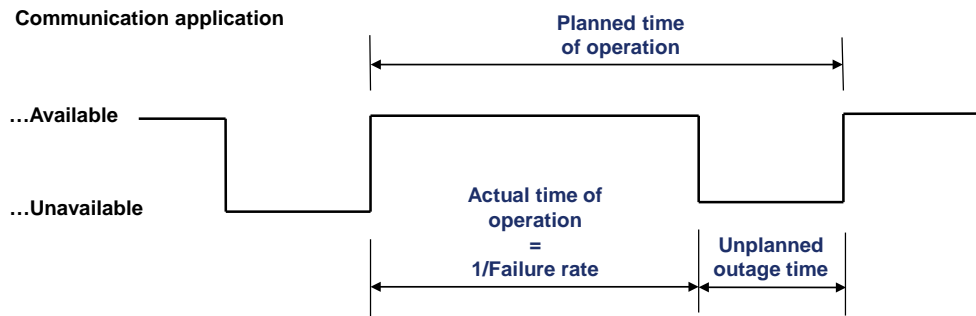 Communication application
Planned time
of operation
...Available
...Unavailable
Actual time of
operation
=
1/Failure rate
Unplanned
outage time